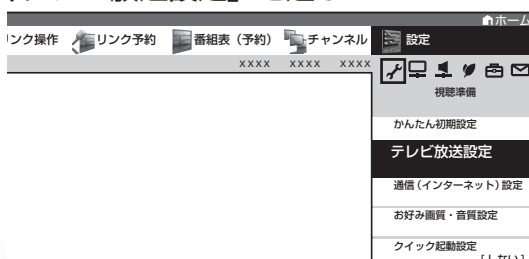 ホーム
ンク操作 リンク予約 番組表(予約) チャンネル 設定
xxxx xxxx xxxx
視聴準備
かんたん初期設定
テレビ放送設定
通信(インターネット)設定
お好み画質・音質設定
クイック起動設定